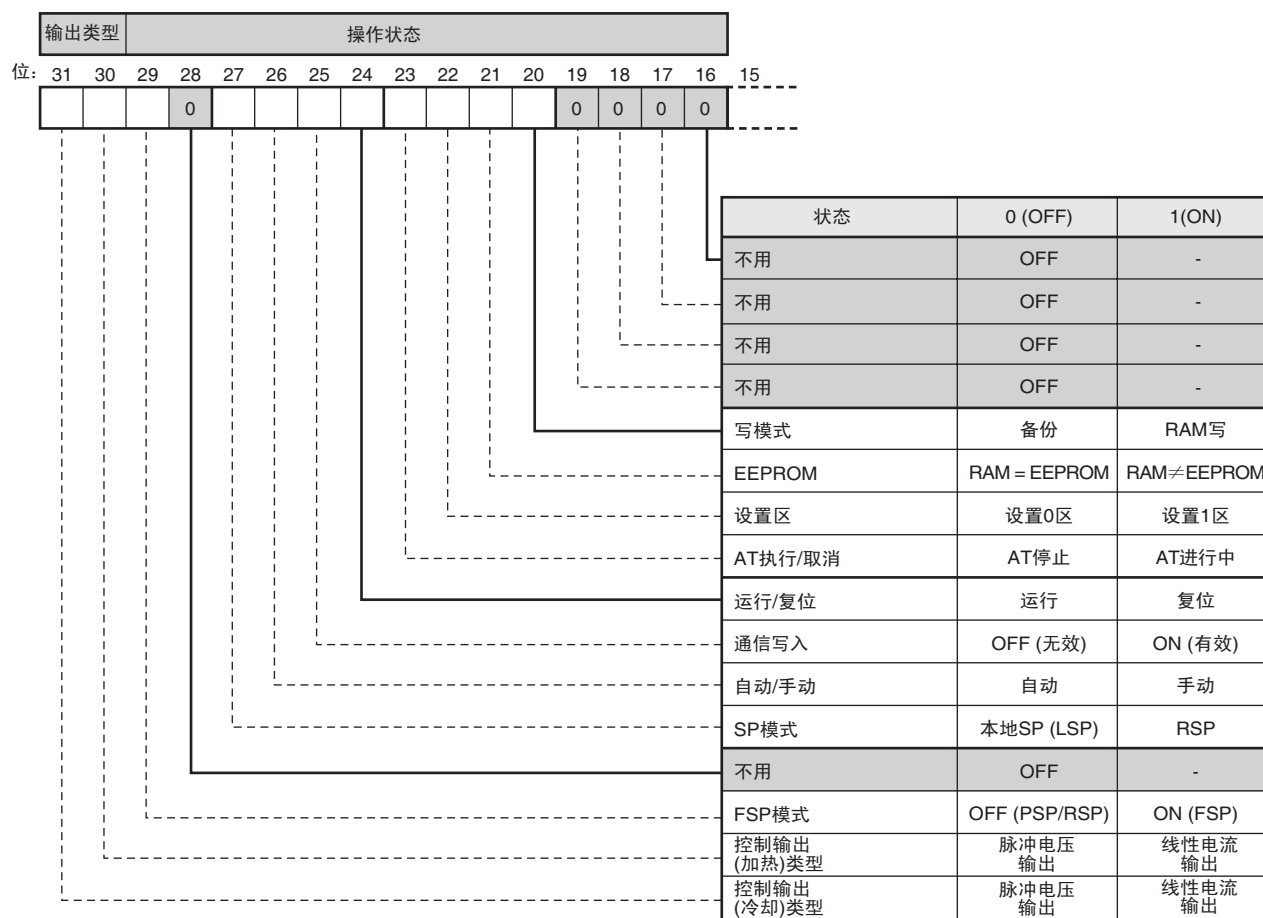 输出类型 操作状态
位: 31 30 29 28 27 26 25 24 23 22 21 20 19 18 17 16 15
0 0 0 0 0
状态 0 (OFF) 1(ON)
不用 OFF -
不用 OFF -
不用 OFF -
不用 OFF -
写模式 备份 RAM写
EEPROM RAM = EEPROM RAM≠EEPROM
设置区 设置0区 设置1区
AT执行/取消 AT停止 AT进行中
运行/复位 运行 复位
通信写入 OFF (无效) ON (有效)
自动/手动 自动 手动
SP模式 本地SP (LSP) RSP
不用 OFF -
FSP模式 OFF (PSP/RSP) ON (FSP)
控制输出 脉冲电压 线性电流
(加热)类型 输出 输出
控制输出 脉冲电压 线性电流
(冷却)类型 输出 输出